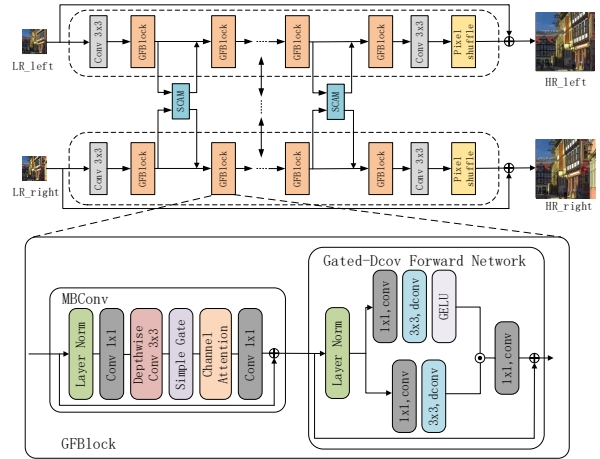 LR_left
Conv 3x3
GFBlock
GFBlock
GFBlock
GFBlock
Conv 3x3
Pixel
shuffle
HR_left
SCAM
SCAM
LR_right
Conv 3x3
GFBlock
GFBlock
GFBlock
GFBlock
Conv 3x3
Pixel
shuffle
HR_right
Gated-Dcov Forward Network
MBConv
Layer Norm
Conv 1x1
Depthwise
Conv 3x3
Simple Gate
Channel
Attention
Conv 1x1
Layer Norm
1x1,conv
3x3,dconv
GELU
1x1,conv
3x3,dconv
1x1,conv
GFBlock